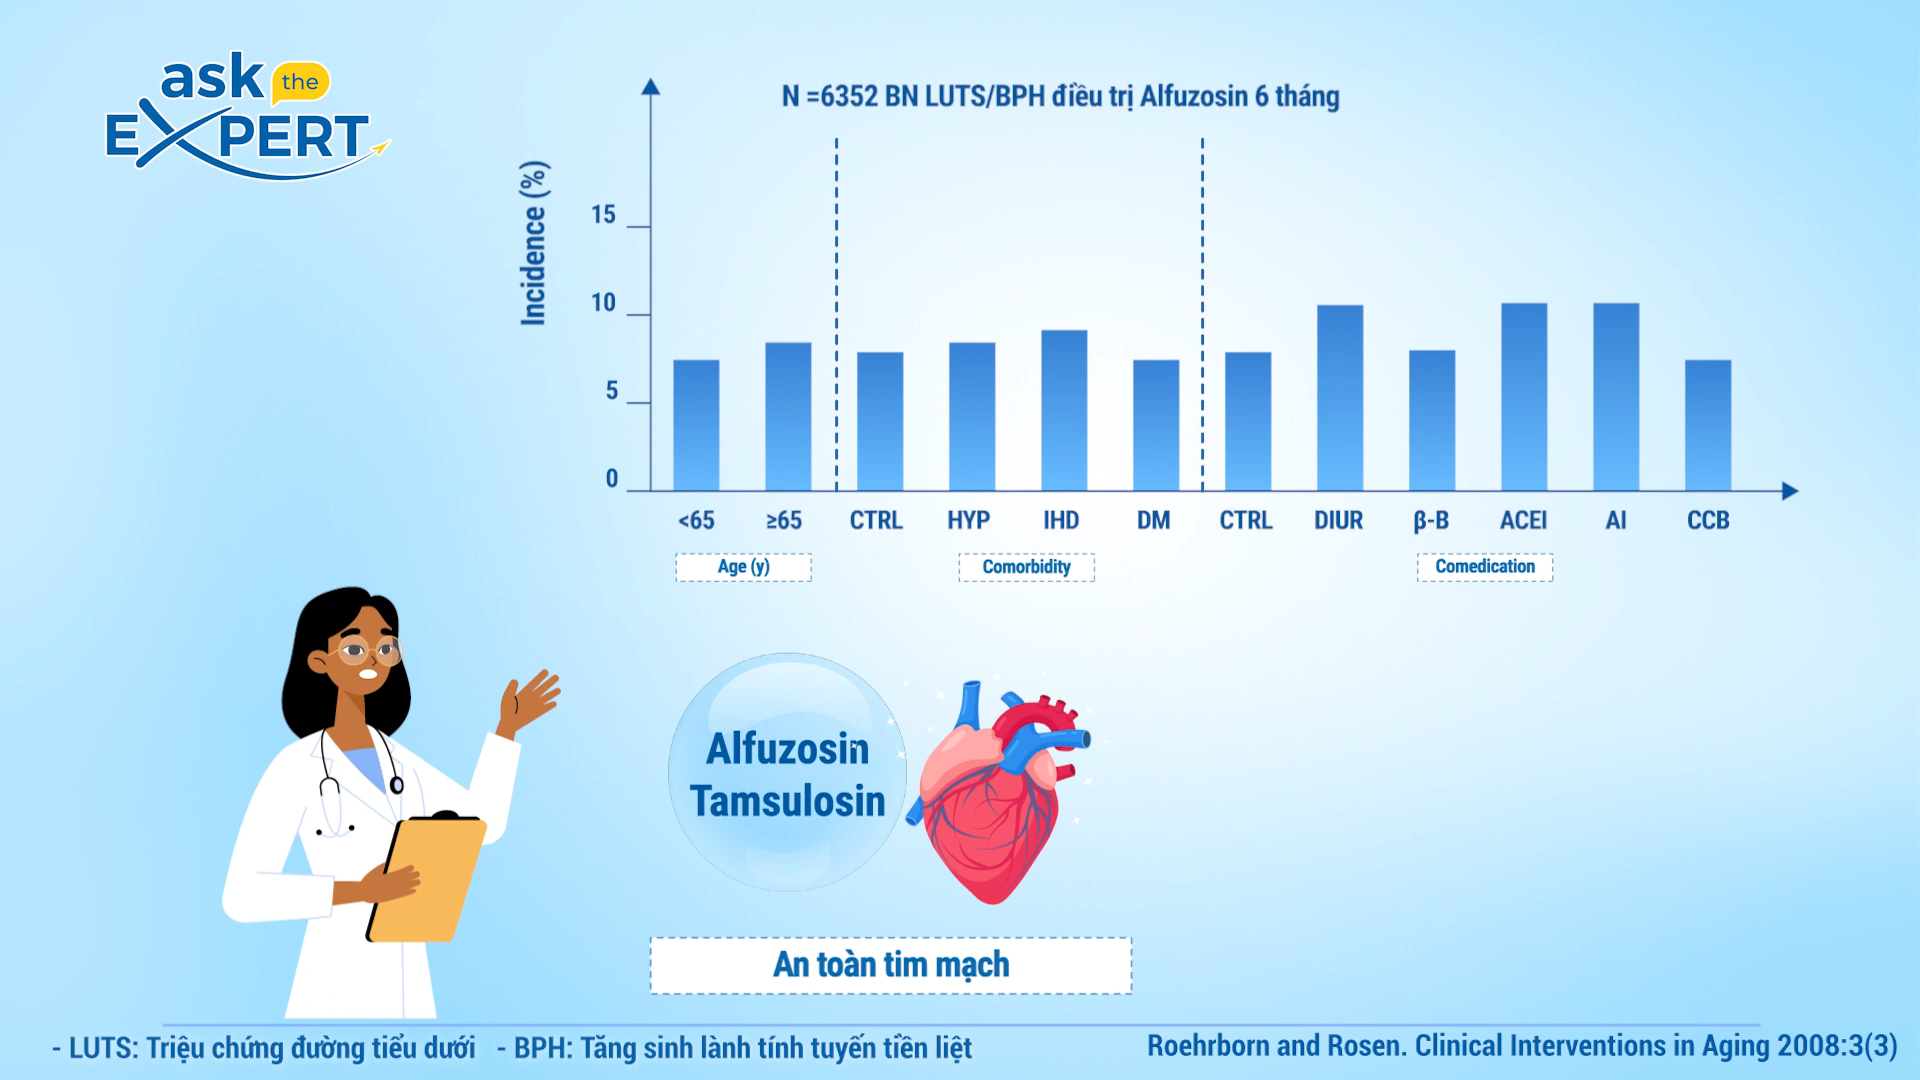 ask the
EXPERT
N =6352 BN LUTS/BPH điều trị Alfuzosin 6 tháng
Incidence (%)
15
10
5
0
<65 ≥65 CTRL HYP IHD DM CTRL DIUR β-B ACEI AI CCB
Age (y) Comorbidity Comedication
Alfuzosin
Tamsulosin
An toàn tim mạch
- LUTS: Triệu chứng đường tiểu dưới - BPH: Tăng sinh lành tính tuyến tiền liệt
Roehrborn and Rosen. Clinical Interventions in Aging 2008:3(3)